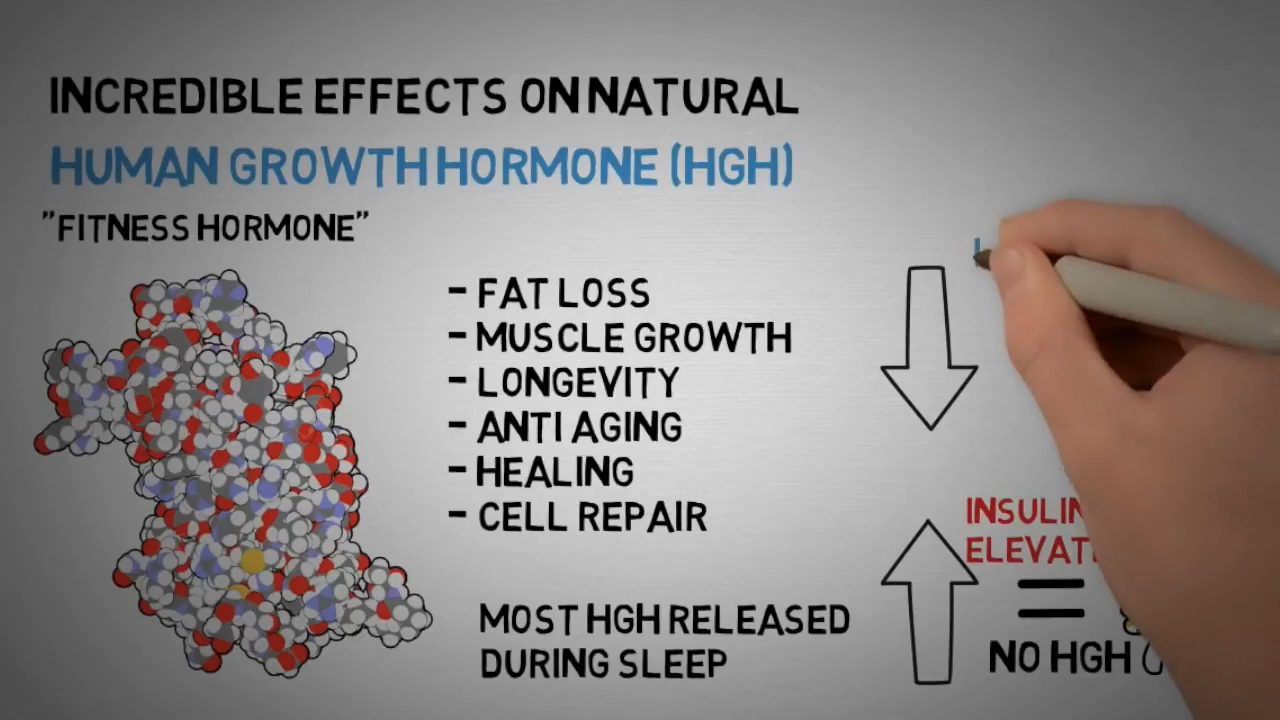 INCREDIBLE EFFECTS ON NATURAL
HUMAN GROWTH HORMONE (HGH)
"FITNESS HORMONE"
- FAT LOSS
- MUSCLE GROWTH
- LONGEVITY
- ANTI AGING
- HEALING
- CELL REPAIR
MOST HGH RELEASED
DURING SLEEP
=
NO HGH